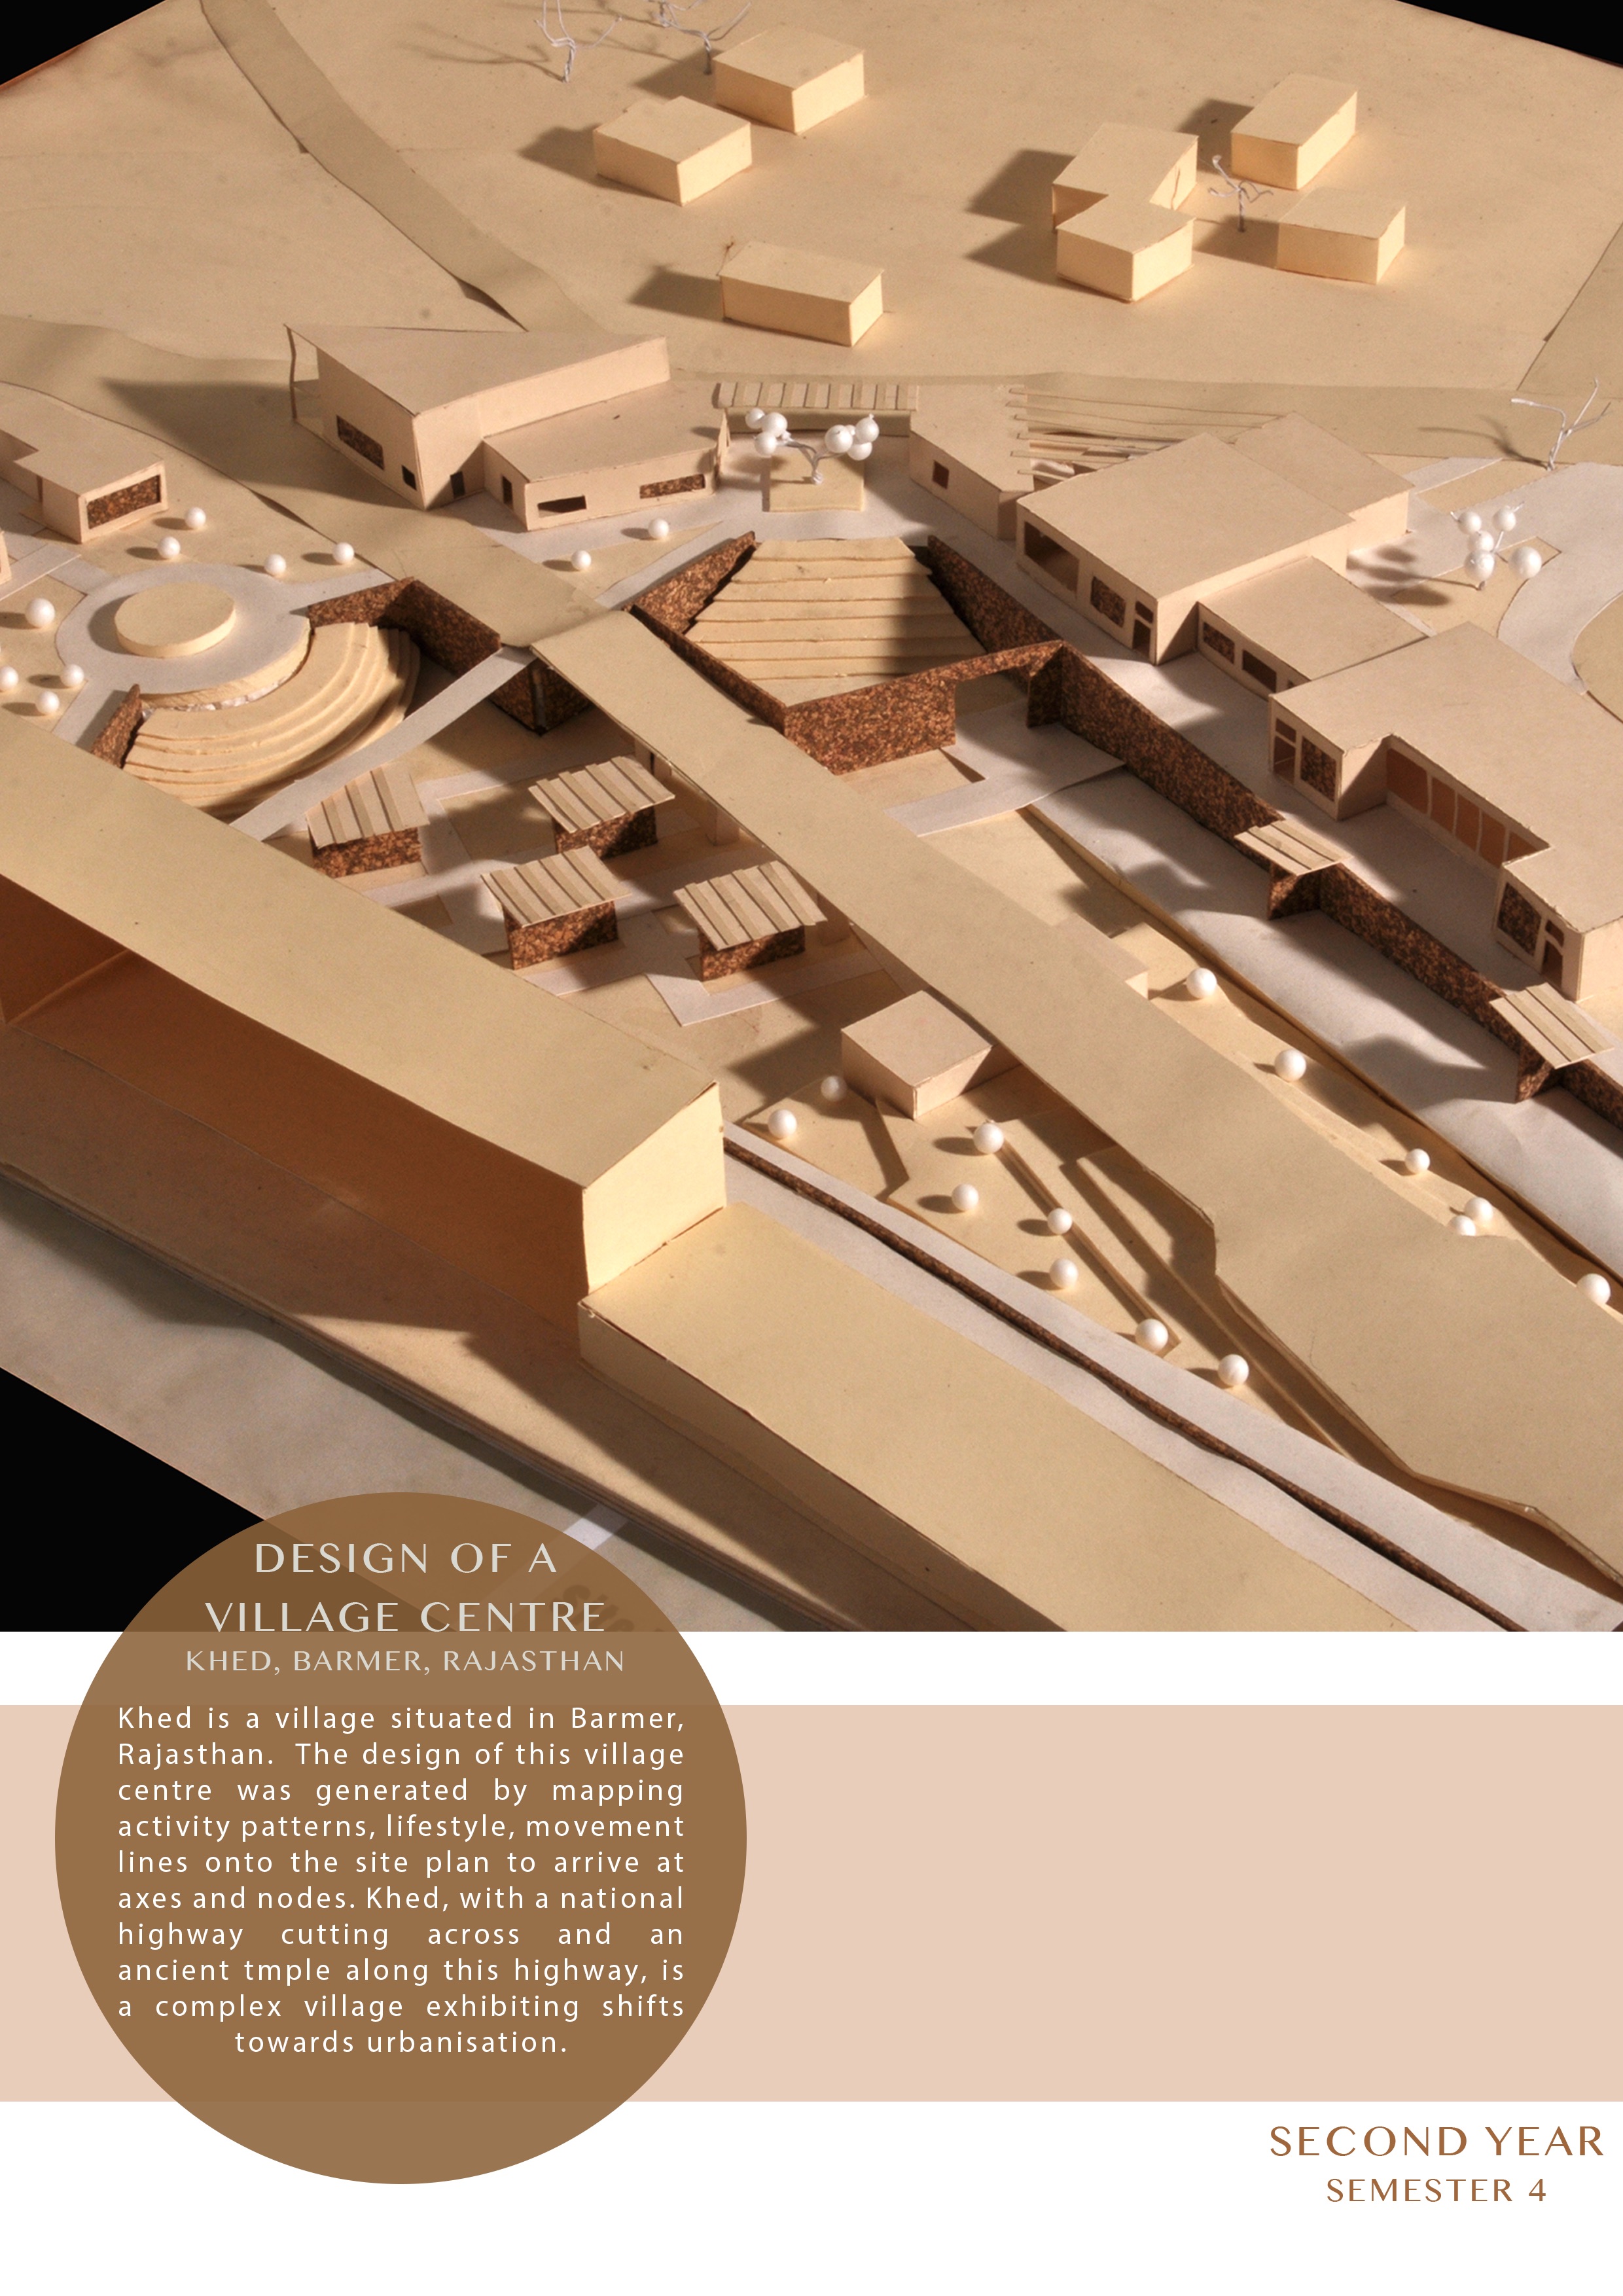 DESIGN OF A
VILLAGE CENTRE
KHED, BARMER, RAJASTHAN
Khed is a village situated in Barmer,
Rajasthan. The design of this village
centre was generated by mapping
activity patterns, lifestyle, movement
lines onto the site plan to arrive at
axes and nodes. Khed, with a national
highway cutting across and an
ancient tmple along this highway, is
a complex village exhibiting shifts
towards urbanisation.
SECOND YEAR
SEMESTER 4